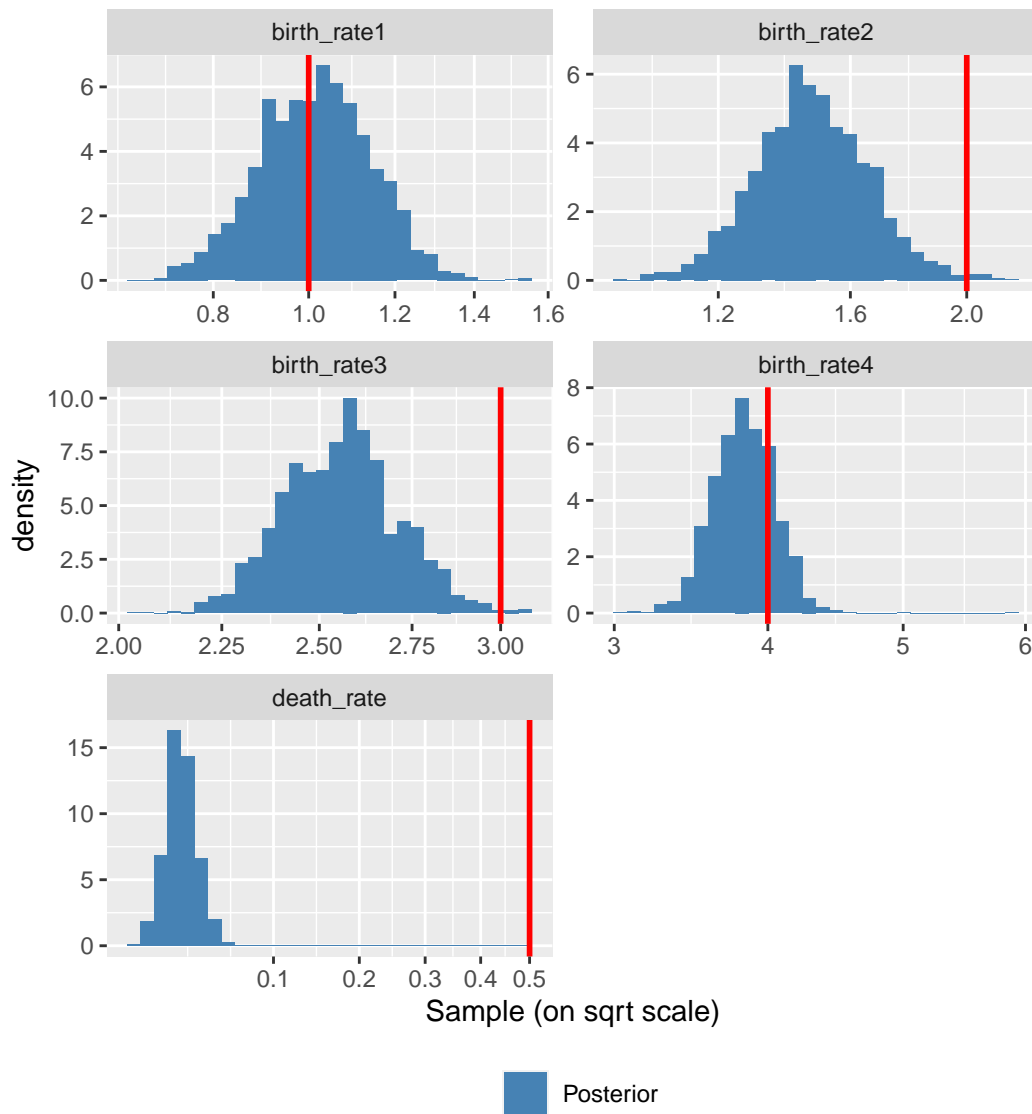 birth_rate1 birth_rate2
6
4
2
0
0.8 1.0 1.2 1.4 1.6
6
4
2
0
1.2 1.6 2.0
birth_rate3 birth_rate4
10.0
7.5
5.0
2.5
0.0
2.00 2.25 2.50 2.75 3.00
8
6
4
2
0
3 4 5 6
density
death_rate
15
10
5
0
0.1 0.2 0.3 0.4 0.5
Sample (on sqrt scale)
Posterior